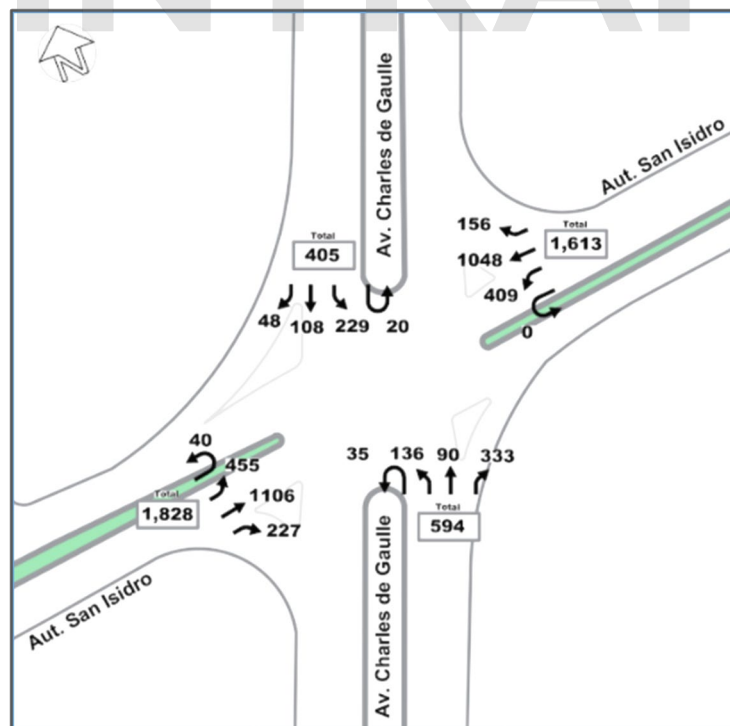 INTRA
N
Av. Charles de Gaulle
Aut. San Isidro
Total
405
48
108
229
20
156
1048
409
0
Total
1,613
40
455
1106
227
Total
1,828
35
136
90
333
Total
594
Aut. San Isidro
Av. Charles de Gaulle